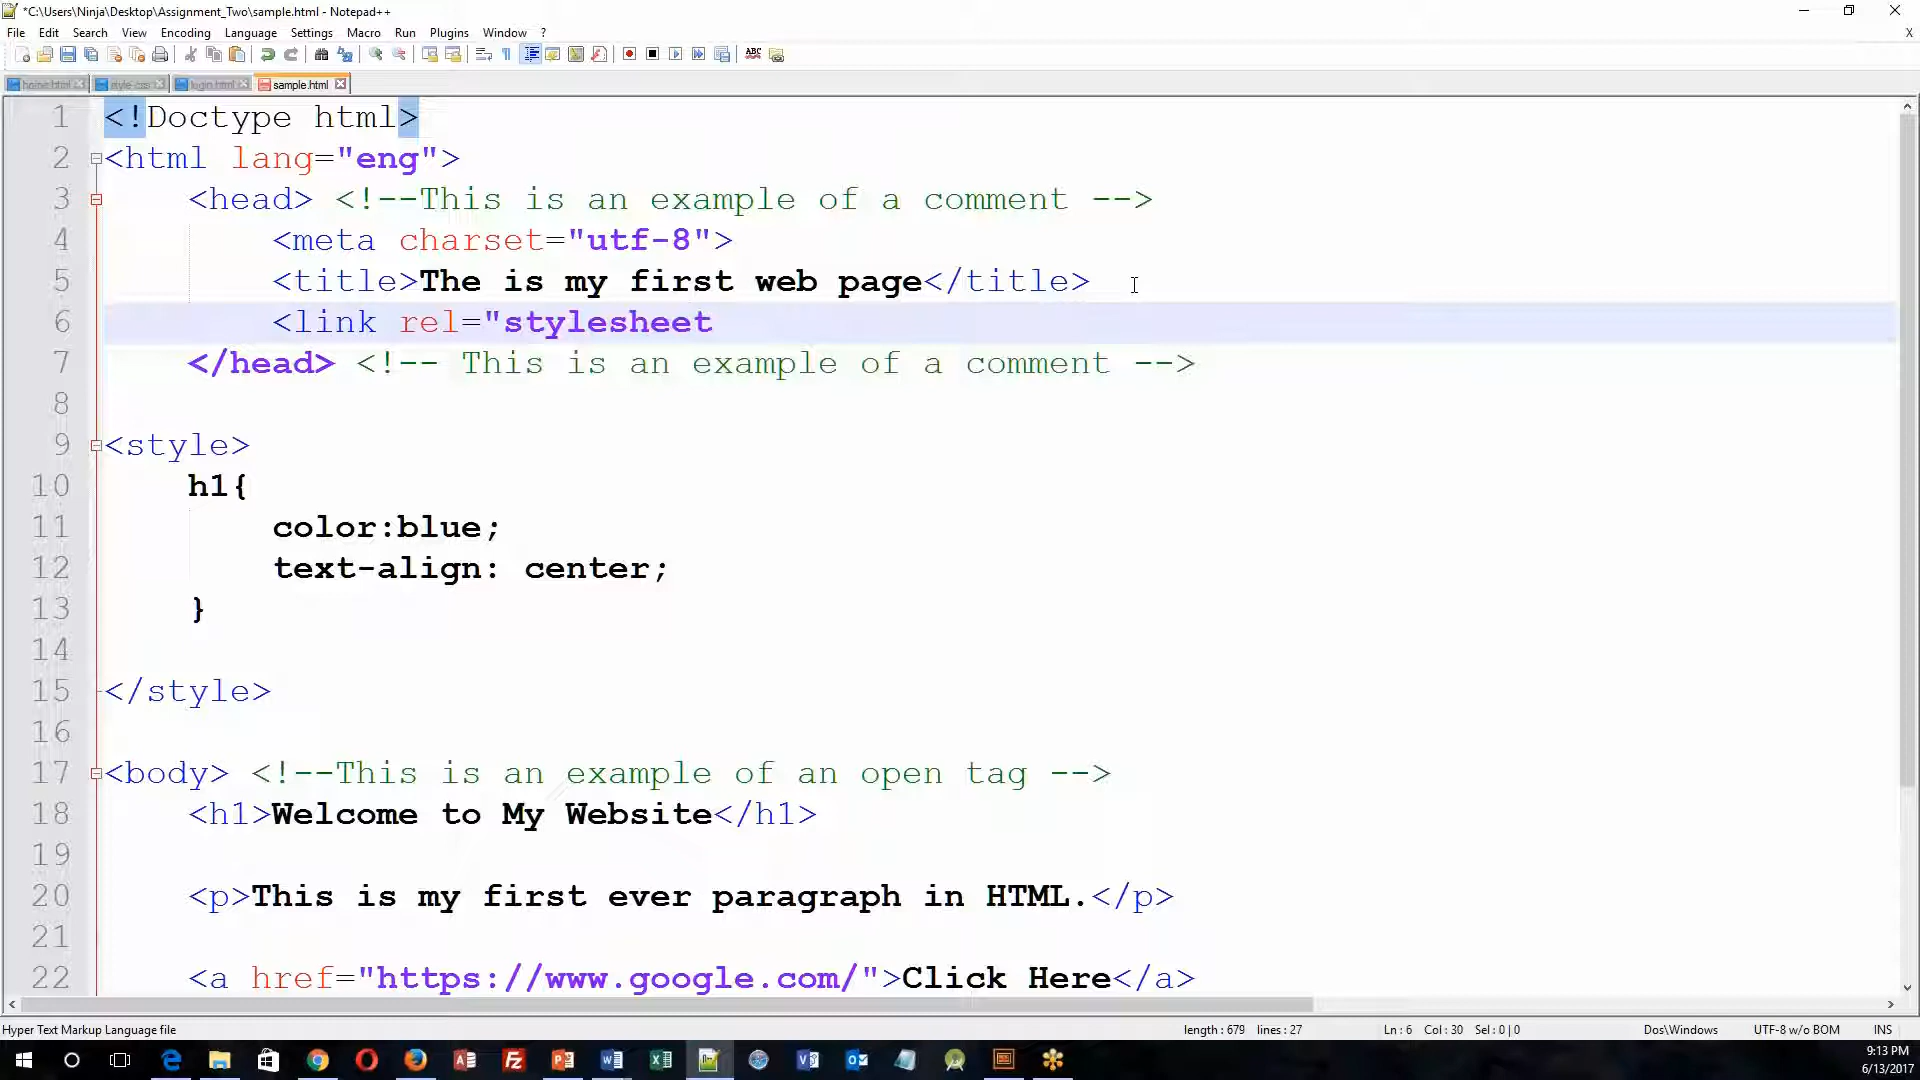 *C:\Users\Ninja\Desktop\Assignment_Two\sample.html - Notepad++
File Edit Search View Encoding Language Settings Macro Run Plugins Window ? X
ABC
home.html style.css login.html sample.html
1 <!Doctype html>
2 <html lang="eng">
3 <head> <!--This is an example of a comment -->
4 <meta charset="utf-8">
5 <title>The is my first web page</title>
6 <link rel="stylesheet
7 </head> <!-- This is an example of a comment -->
8
9 <style>
10 h1{
11 color:blue;
12 text-align: center;
13 }
14
15 </style>
16
17 <body> <!--This is an example of an open tag -->
18 <h1>Welcome to My Website</h1>
19
20 <p>This is my first ever paragraph in HTML.</p>
21
22 <a href="https://www.google.com/">Click Here</a>
Hyper Text Markup Language file length : 679 lines : 27 Ln : 6 Col : 30 Sel : 0 | 0 Dos\Windows UTF-8 w/o BOM INS
9:13 PM
6/13/2017